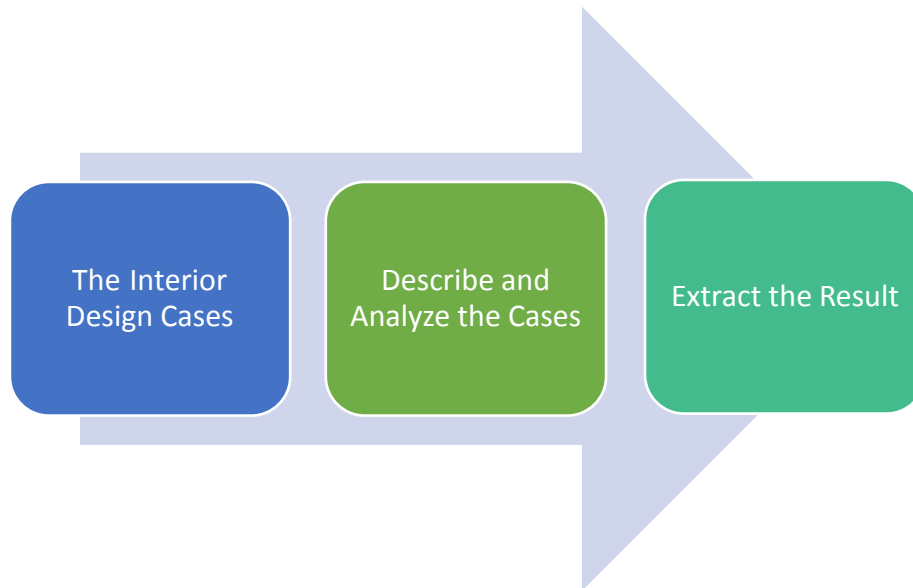 The Interior
Design Cases
Describe and
Analyze the Cases
Extract the Result